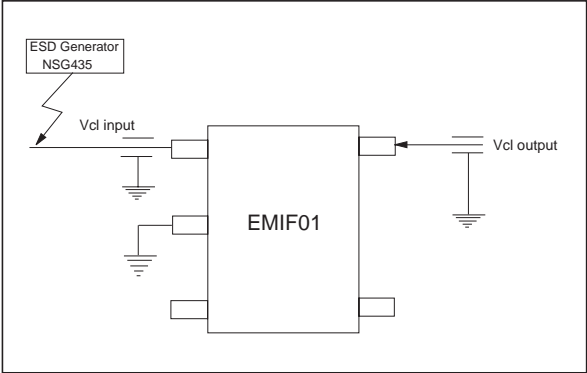 ESD Generator
NSG435
Vcl input
Vcl output
EMIF01